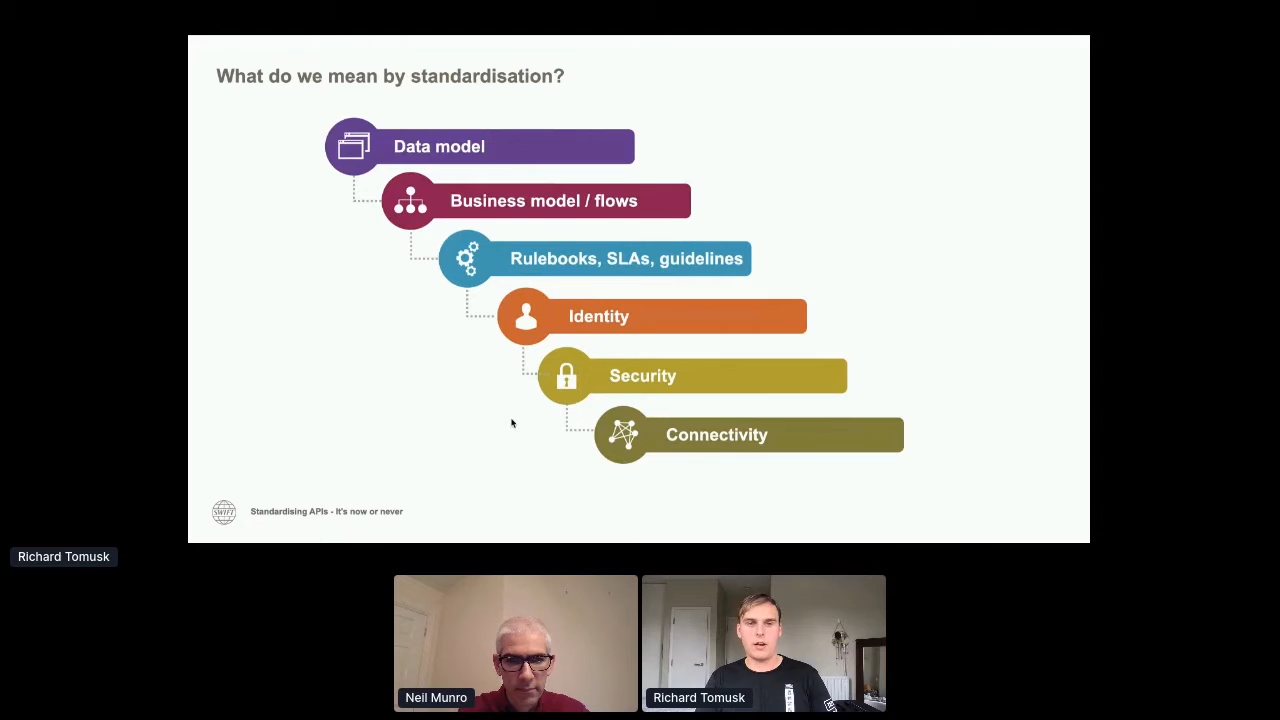 What do we mean by standardisation?
Data model
Business model / flows
Rulebooks, SLAs, guidelines
Identity
Security
Connectivity
SWIFT
Standardising APIs - It's now or never
Richard Tomusk
Neil Munro
Richard Tomusk